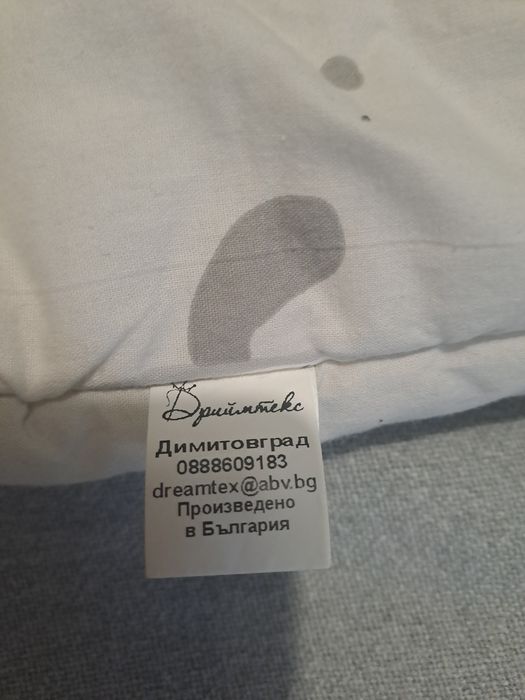 Дриймтекс
Димитовград
0888609183
dreamtex@abv.bg
Произведено
в България